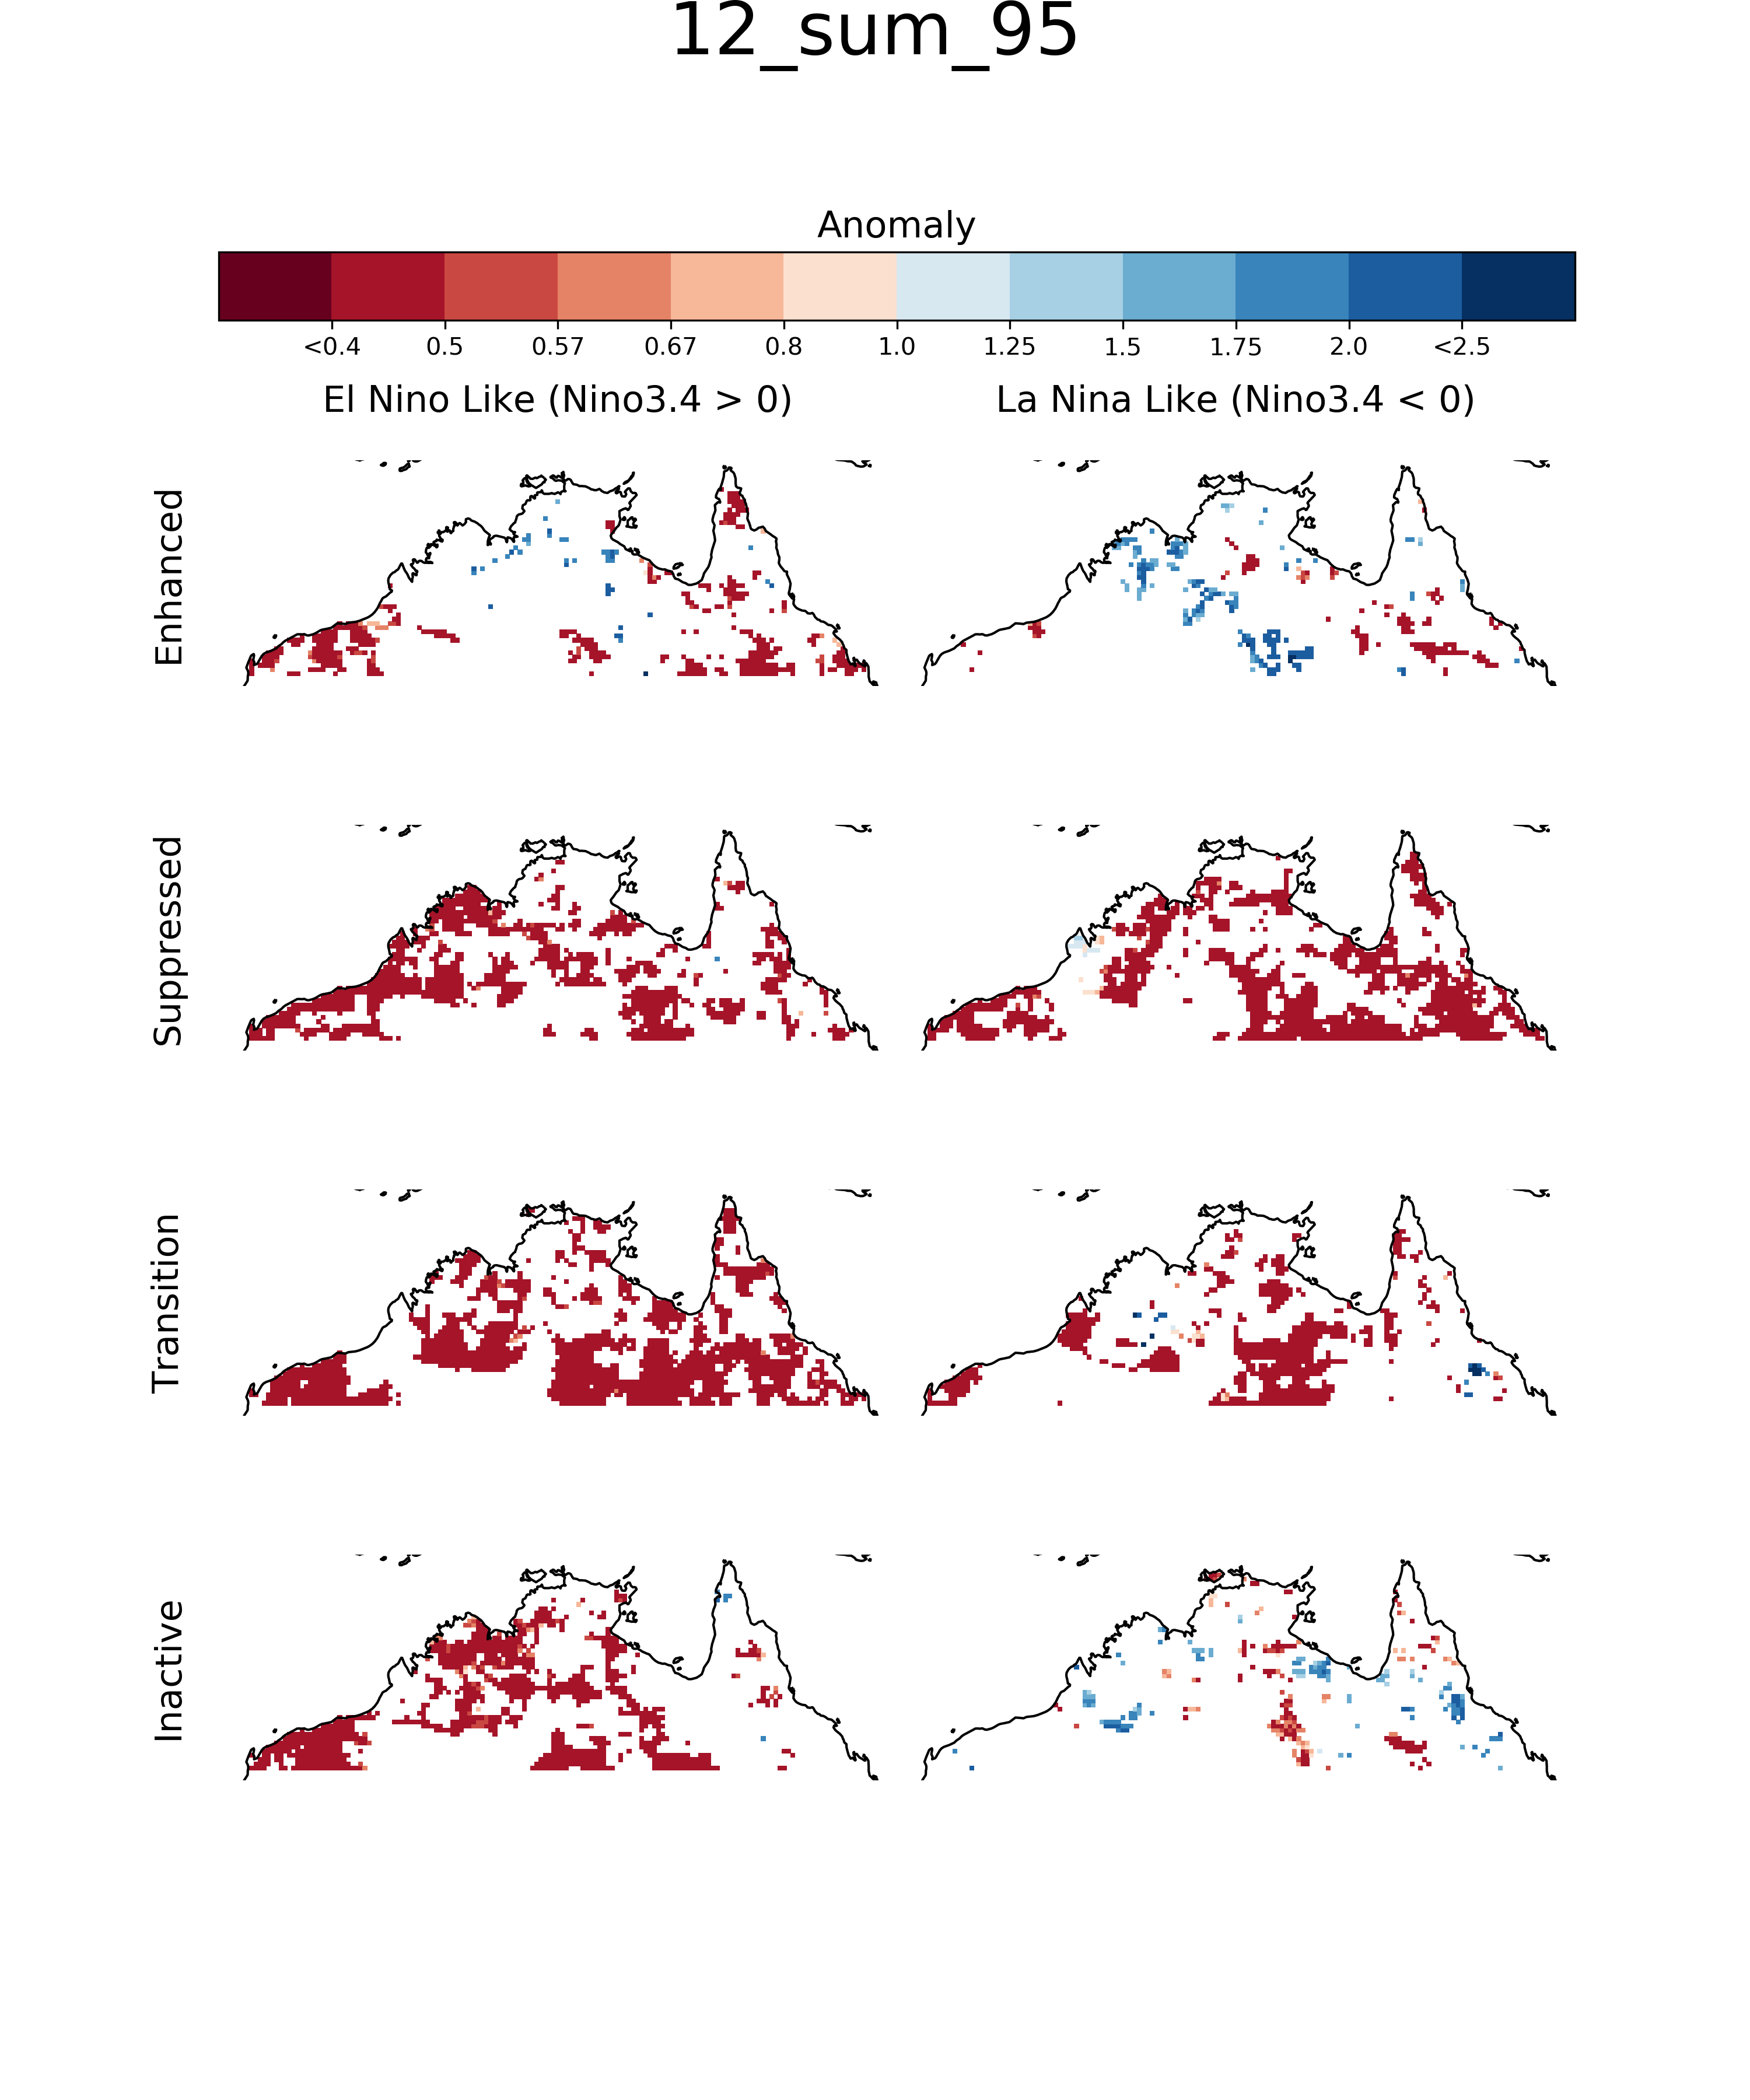 12_sum_95
Anomaly
<0.4 0.5 0.57 0.67 0.8 1.0 1.25 1.5 1.75 2.0 <2.5
El Nino Like (Nino3.4 > 0) La Nina Like (Nino3.4 < 0)
Enhanced
Suppressed
Transition
Inactive